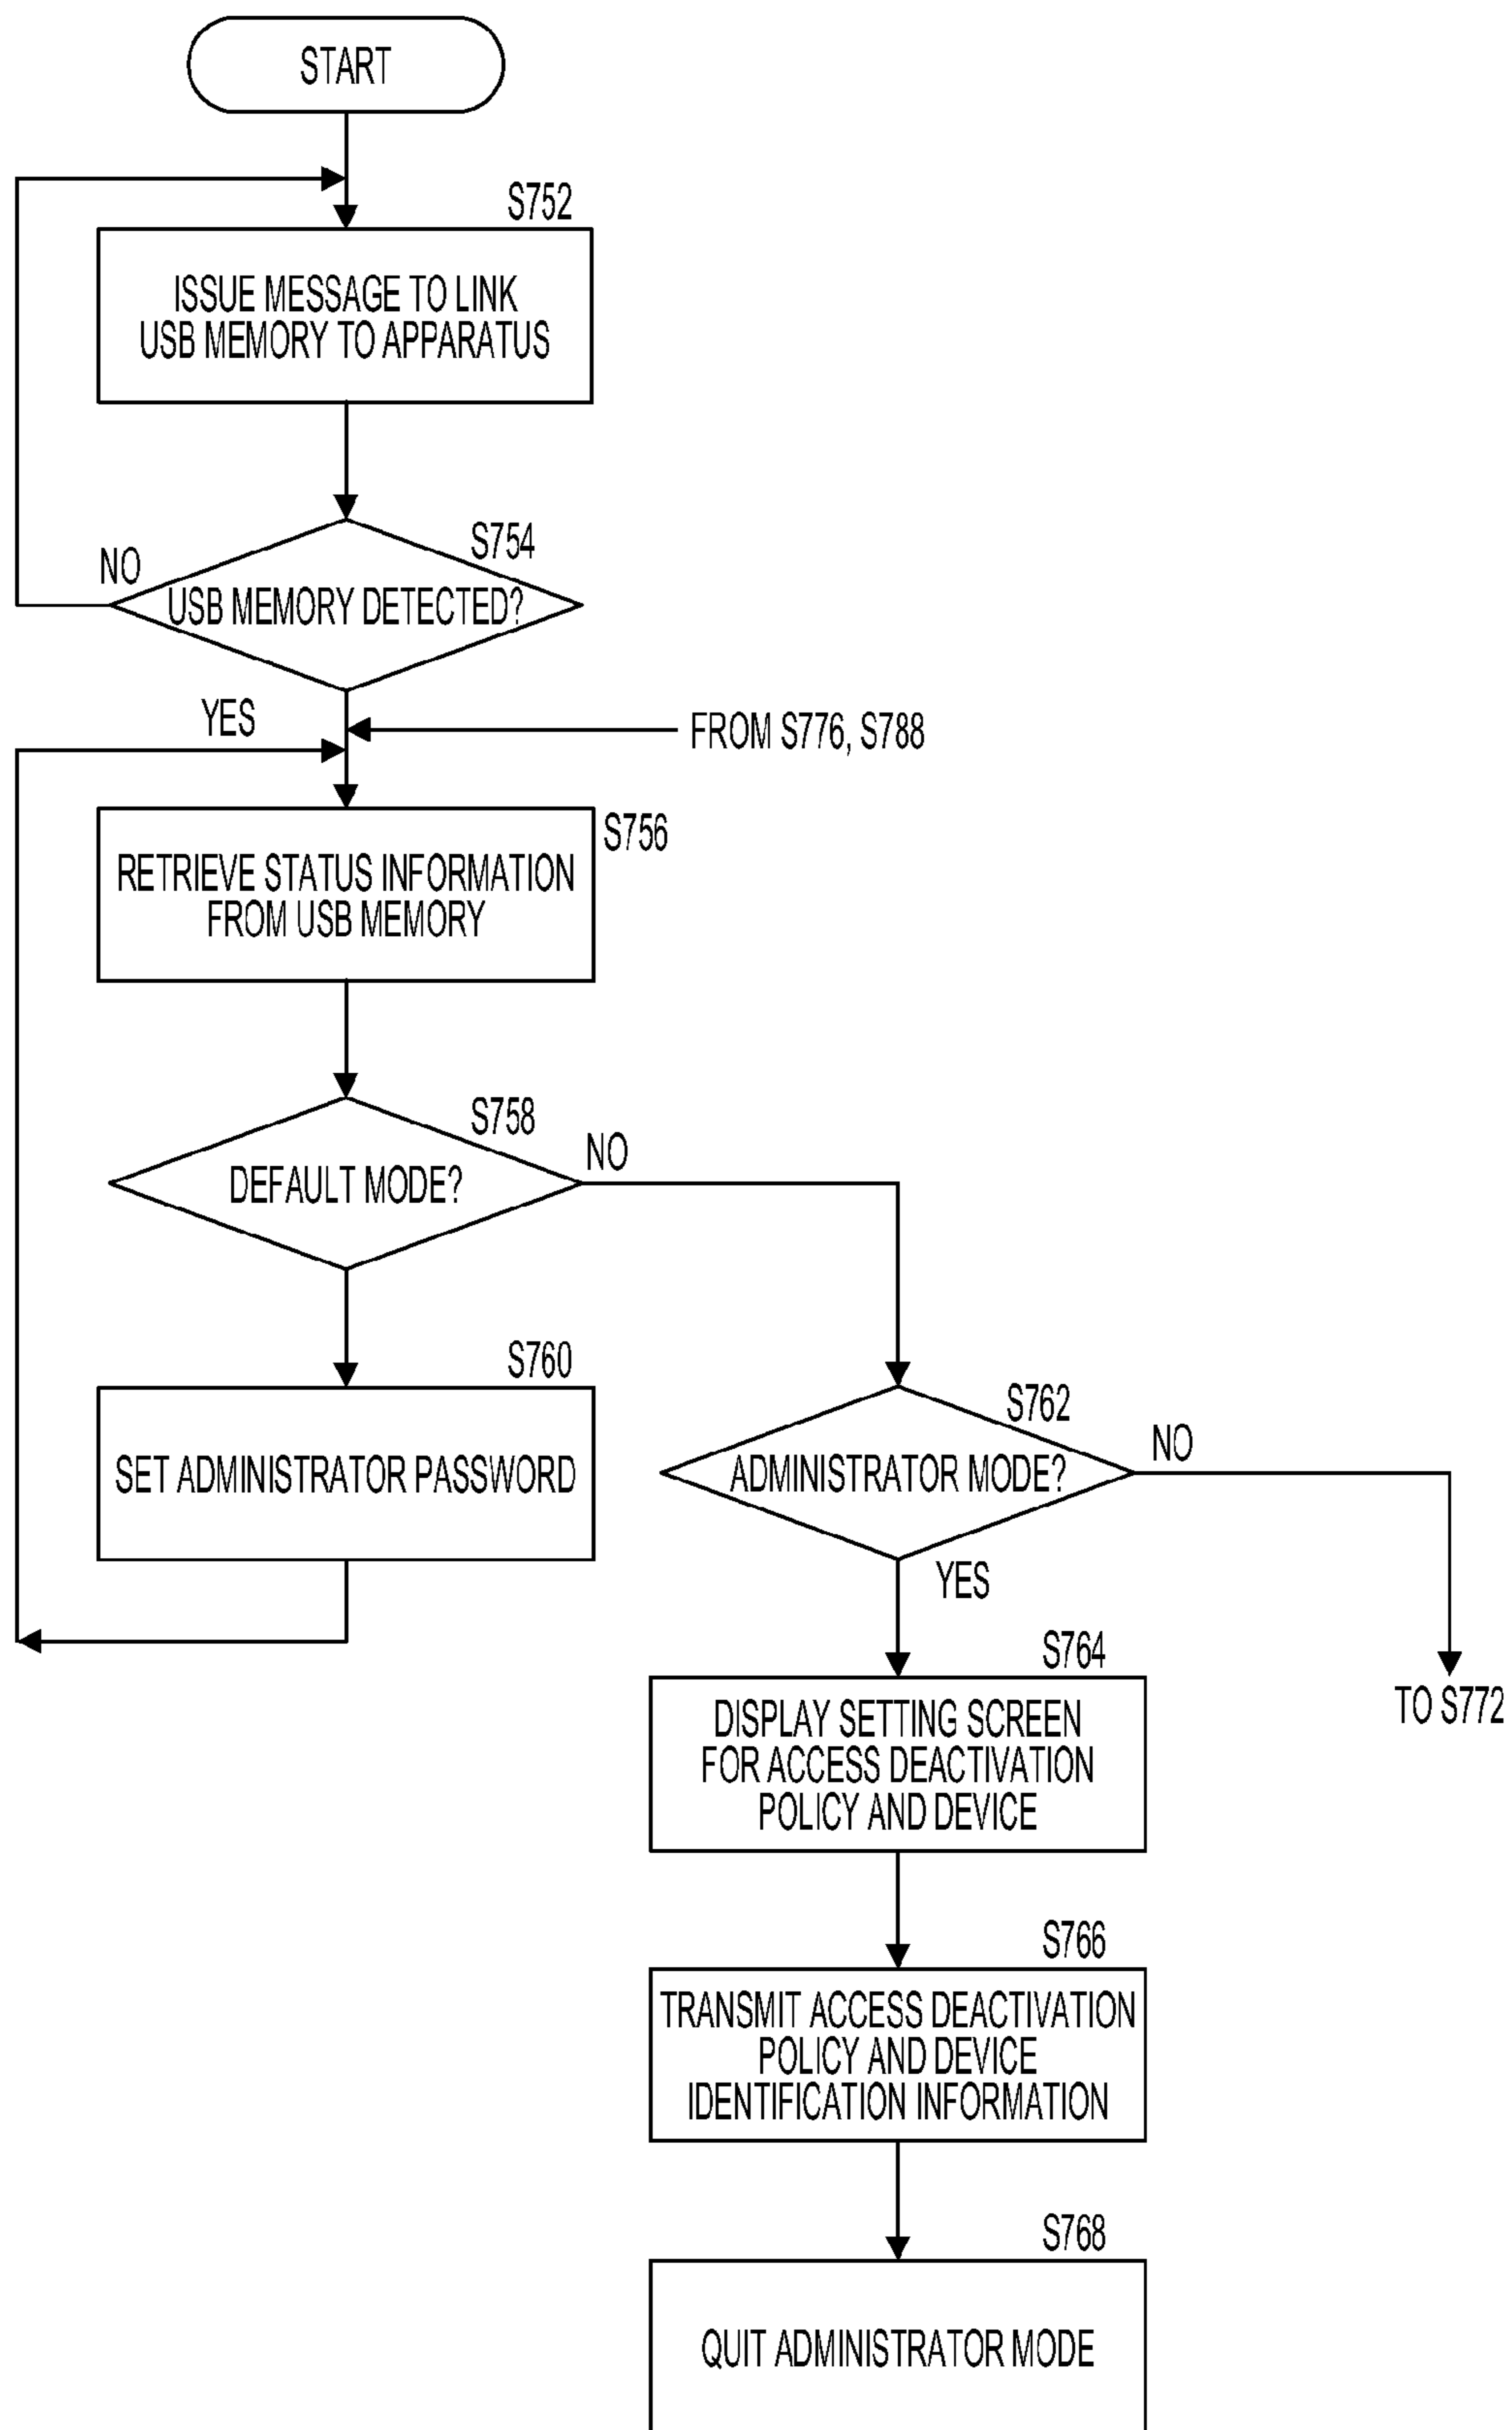 START
S752
ISSUE MESSAGE TO LINK
USB MEMORY TO APPARATUS
S754
NO
USB MEMORY DETECTED?
YES
FROM S776, S788
S756
RETRIEVE STATUS INFORMATION
FROM USB MEMORY
S758
NO
DEFAULT MODE?
S760
SET ADMINISTRATOR PASSWORD
S762
NO
ADMINISTRATOR MODE?
YES
S764
TO S772
DISPLAY SETTING SCREEN
FOR ACCESS DEACTIVATION
POLICY AND DEVICE
S766
TRANSMIT ACCESS DEACTIVATION
POLICY AND DEVICE
IDENTIFICATION INFORMATION
S768
QUIT ADMINISTRATOR MODE